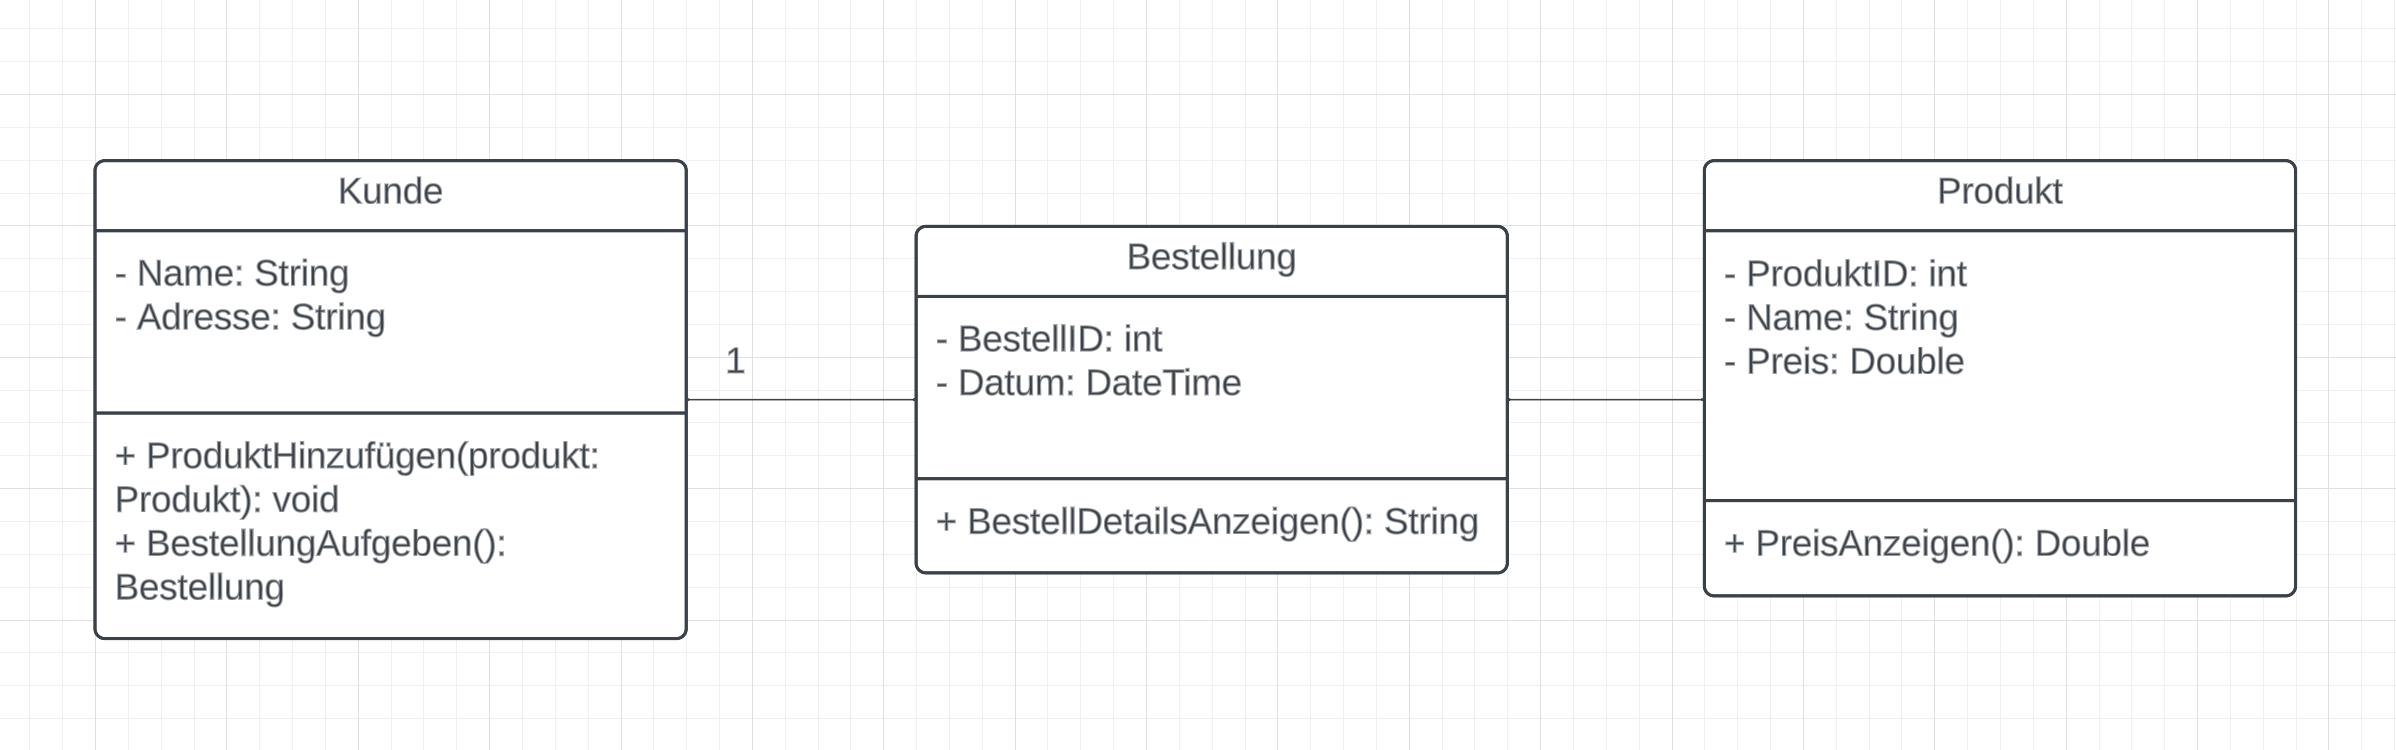 Kunde
- Name: String
- Adresse: String
+ ProduktHinzufügen(produkt:
Produkt): void
+ BestellungAufgeben():
Bestellung
1
Bestellung
- BestellID: int
- Datum: DateTime
+ BestellDetailsAnzeigen(): String
Produkt
- ProduktID: int
- Name: String
- Preis: Double
+ PreisAnzeigen(): Double